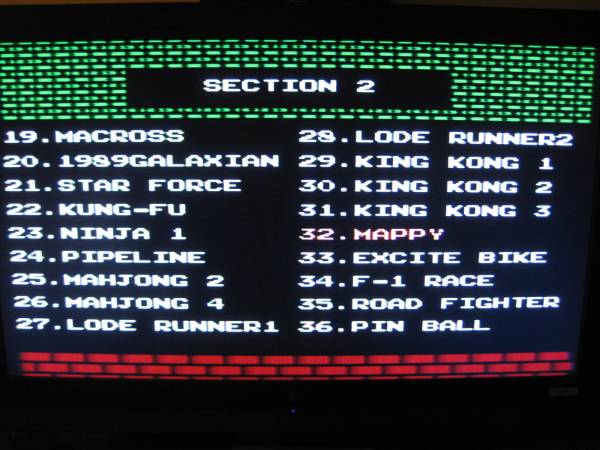 SECTION 2
19.MACROSS
20.1989GALAXIAN
21.STAR FORCE
22.KUNG-FU
23.NINJA 1
24.PIPELINE
25.MAHJONG 2
26.MAHJONG 4
27.LODE RUNNER1
28.LODE RUNNER2
29.KING KONG 1
30.KING KONG 2
31.KING KONG 3
32.MAPPY
33.EXCITE BIKE
34.F-1 RACE
35.ROAD FIGHTER
36.PIN BALL